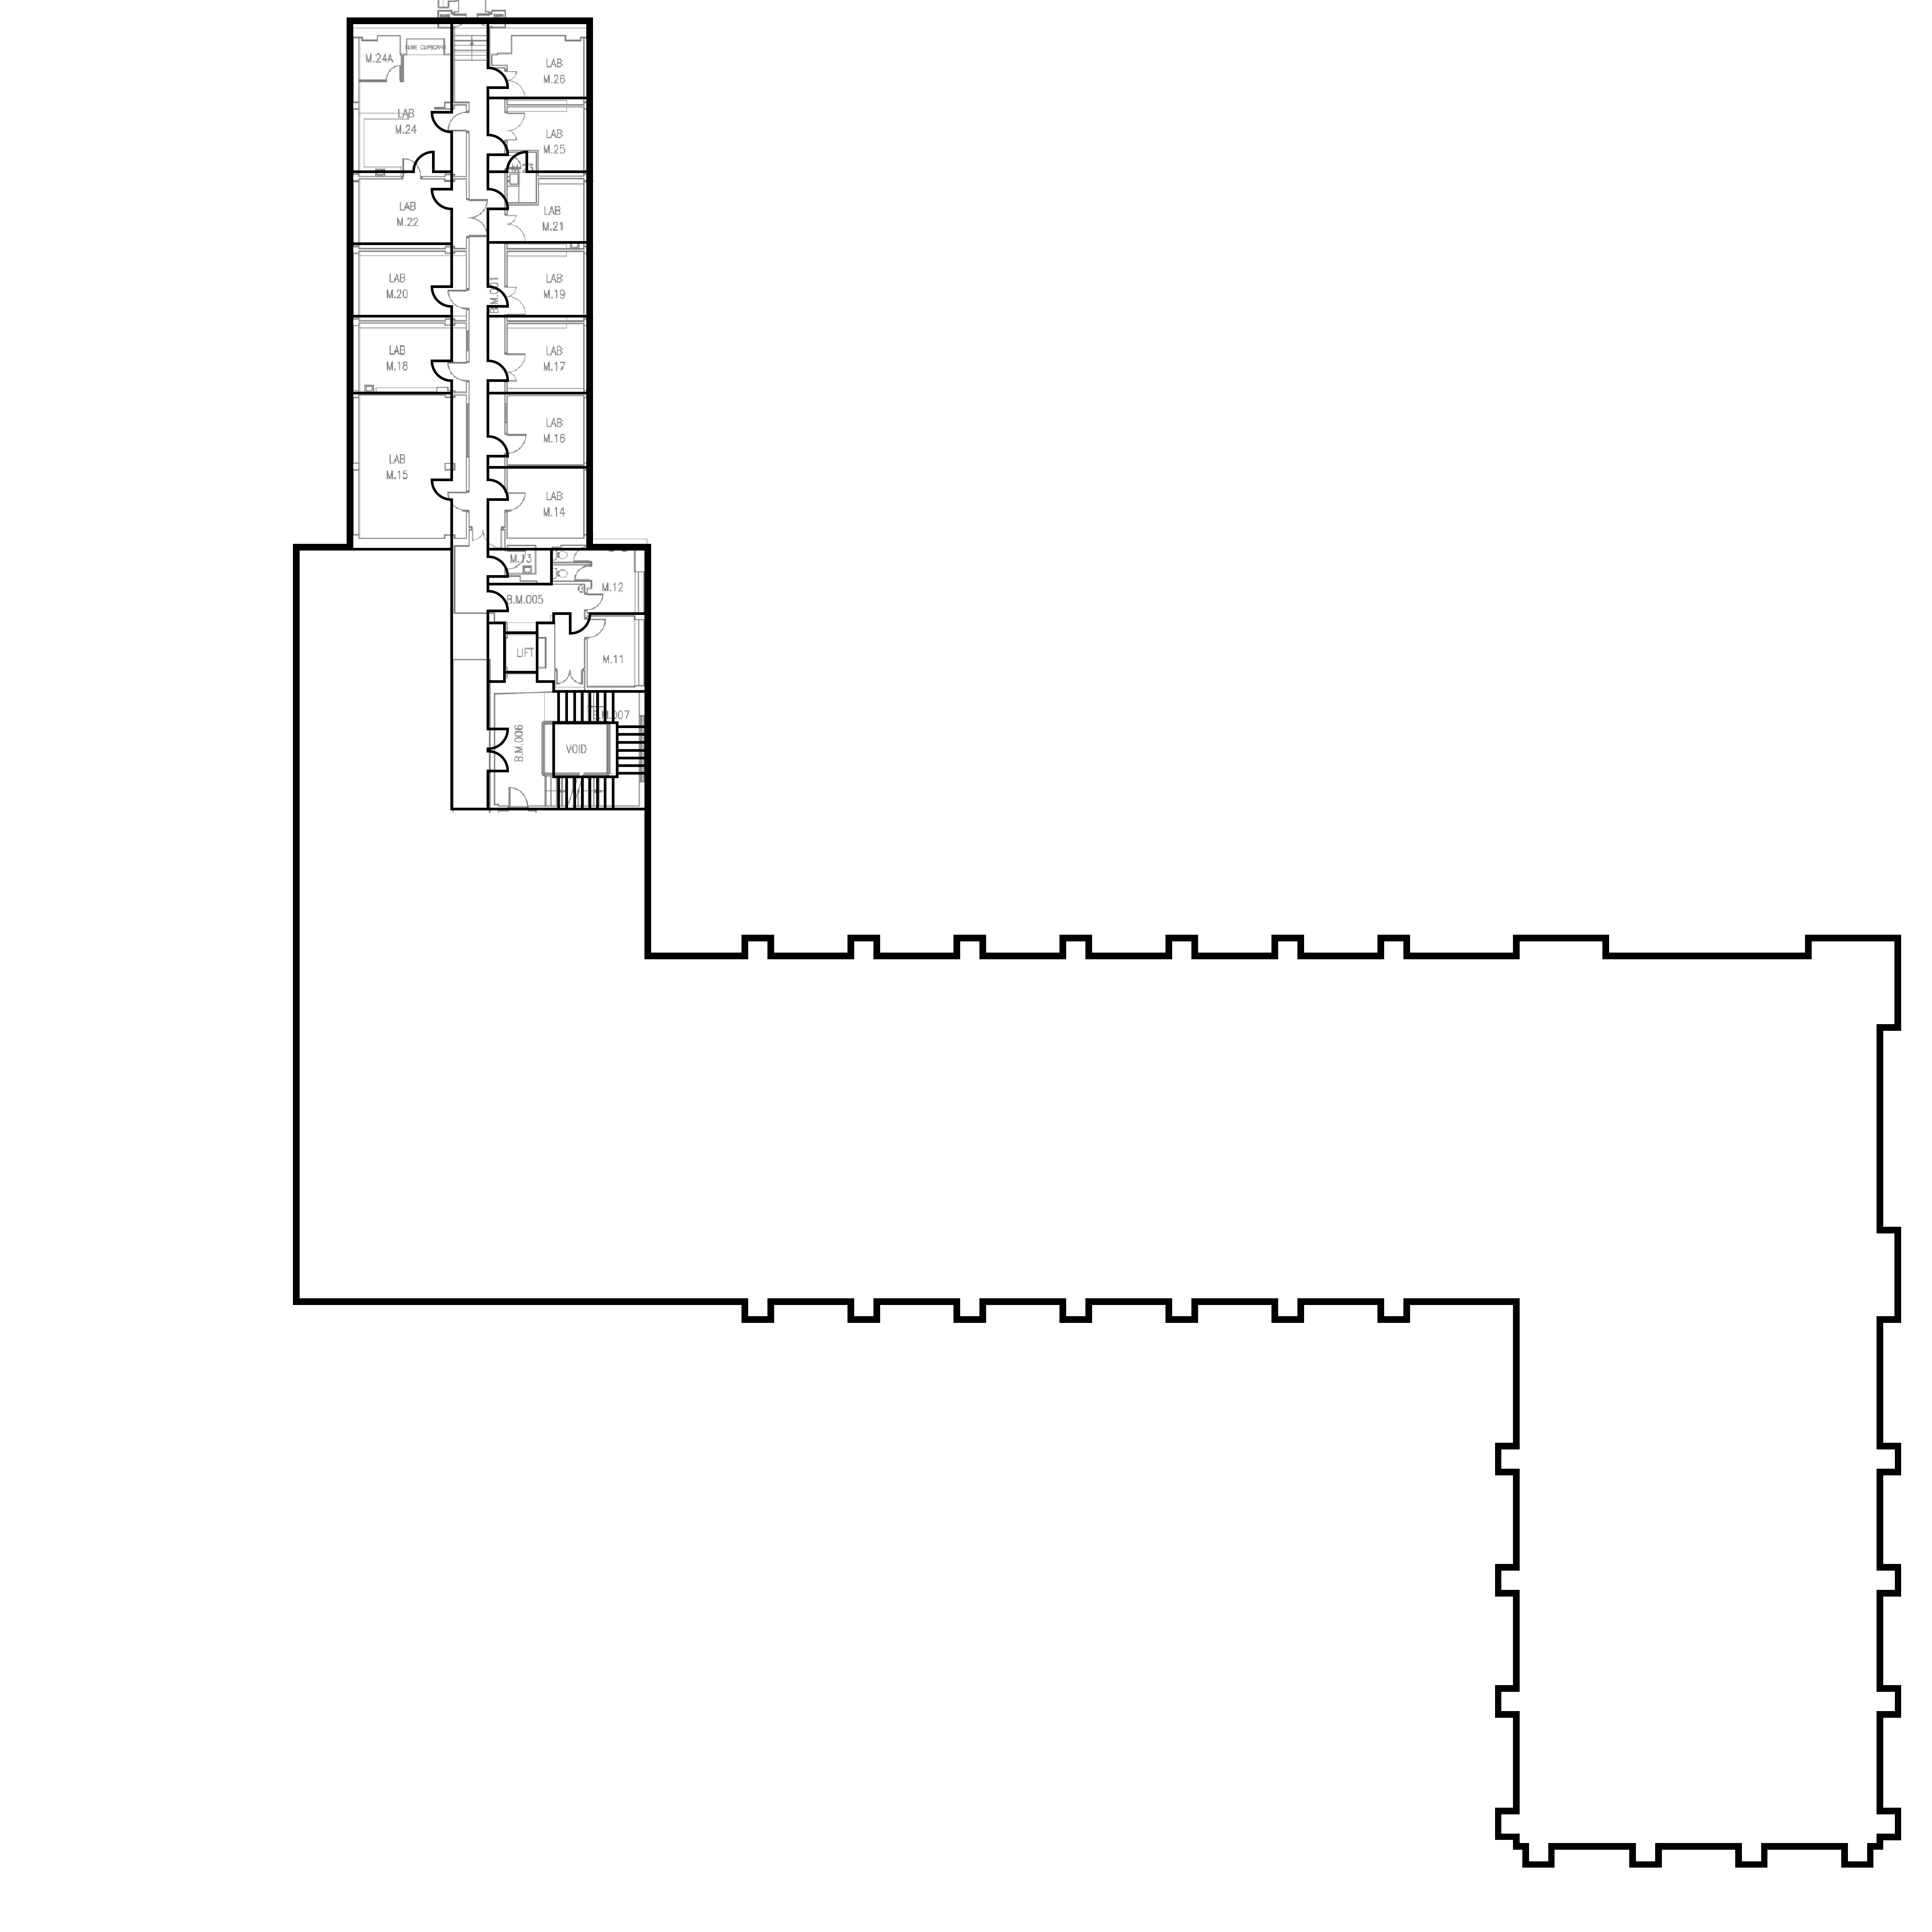 FUME CUPBOARD
M.24A
LAB
M.26
LAB
M.24
LAB
M.25
LAB
M.22
LAB
M.21
LAB
M.20
LAB
M.19
B.M.001
LAB
M.18
LAB
M.17
LAB
M.16
LAB
M.15
LAB
M.14
M.13
M.12
B.M.005
LIFT
M.11
B.M.007
B.M.006
VOID